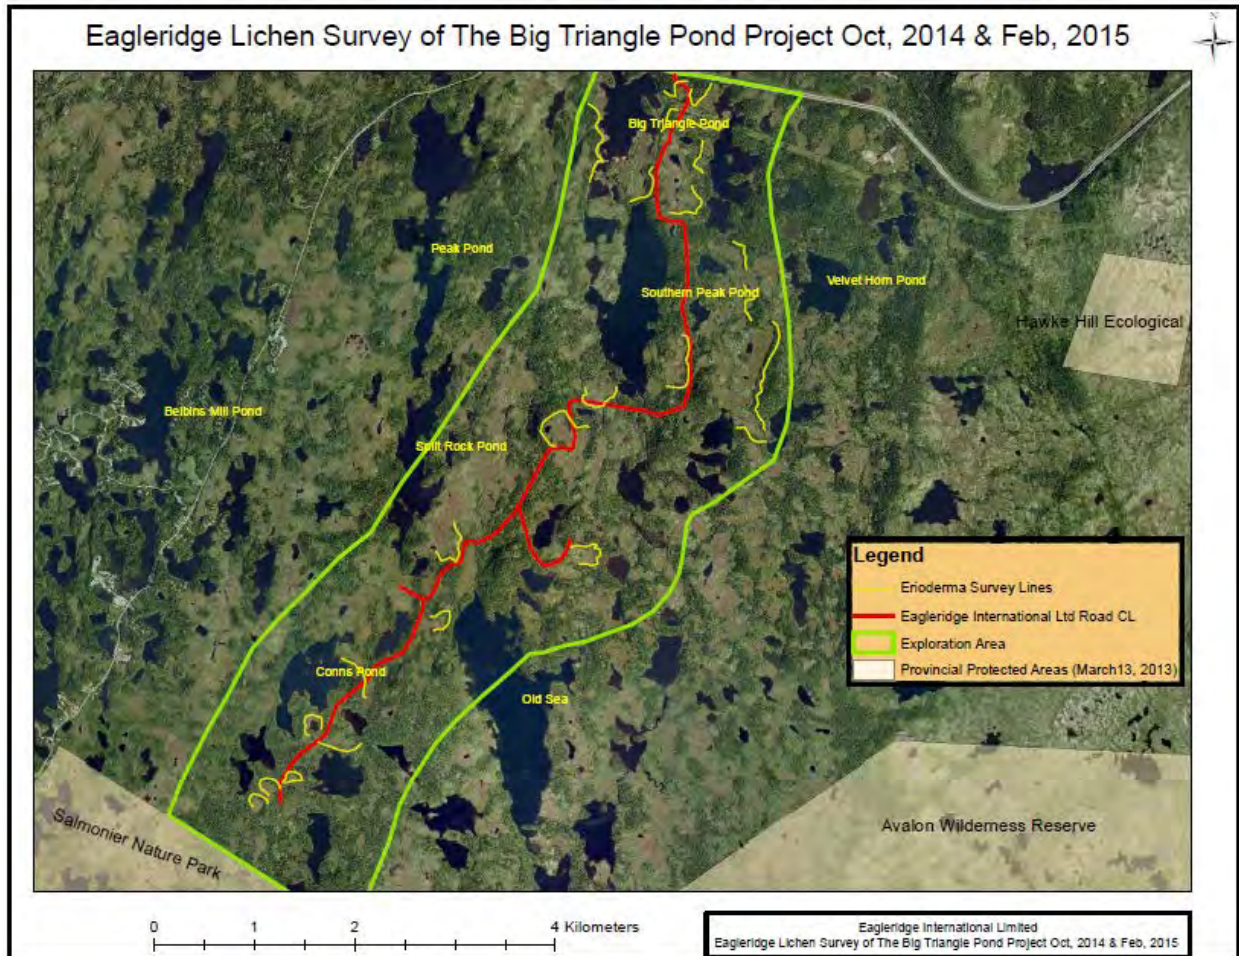 Eagleridge Lichen Survey of The Big Triangle Pond Project Oct, 2014 & Feb, 2015
N
Big Triangle Pond
Peak Pond
Southern Peak Pond
Velvet Horn Pond
Hawke Hill Ecological
Belbins Mill Pond
Split Rock Pond
Legend
Erioderma Survey Lines
Eagleridge International Ltd Road CL
Exploration Area
Provincial Protected Areas (March13, 2013)
Conns Pond
Old Sea
Salmonier Nature Park
Avalon Wilderness Reserve
0 1 2 4 Kilometers
Eagleridge International Limited
Eagleridge Lichen Survey of The Big Triangle Pond Project Oct, 2014 & Feb, 2015